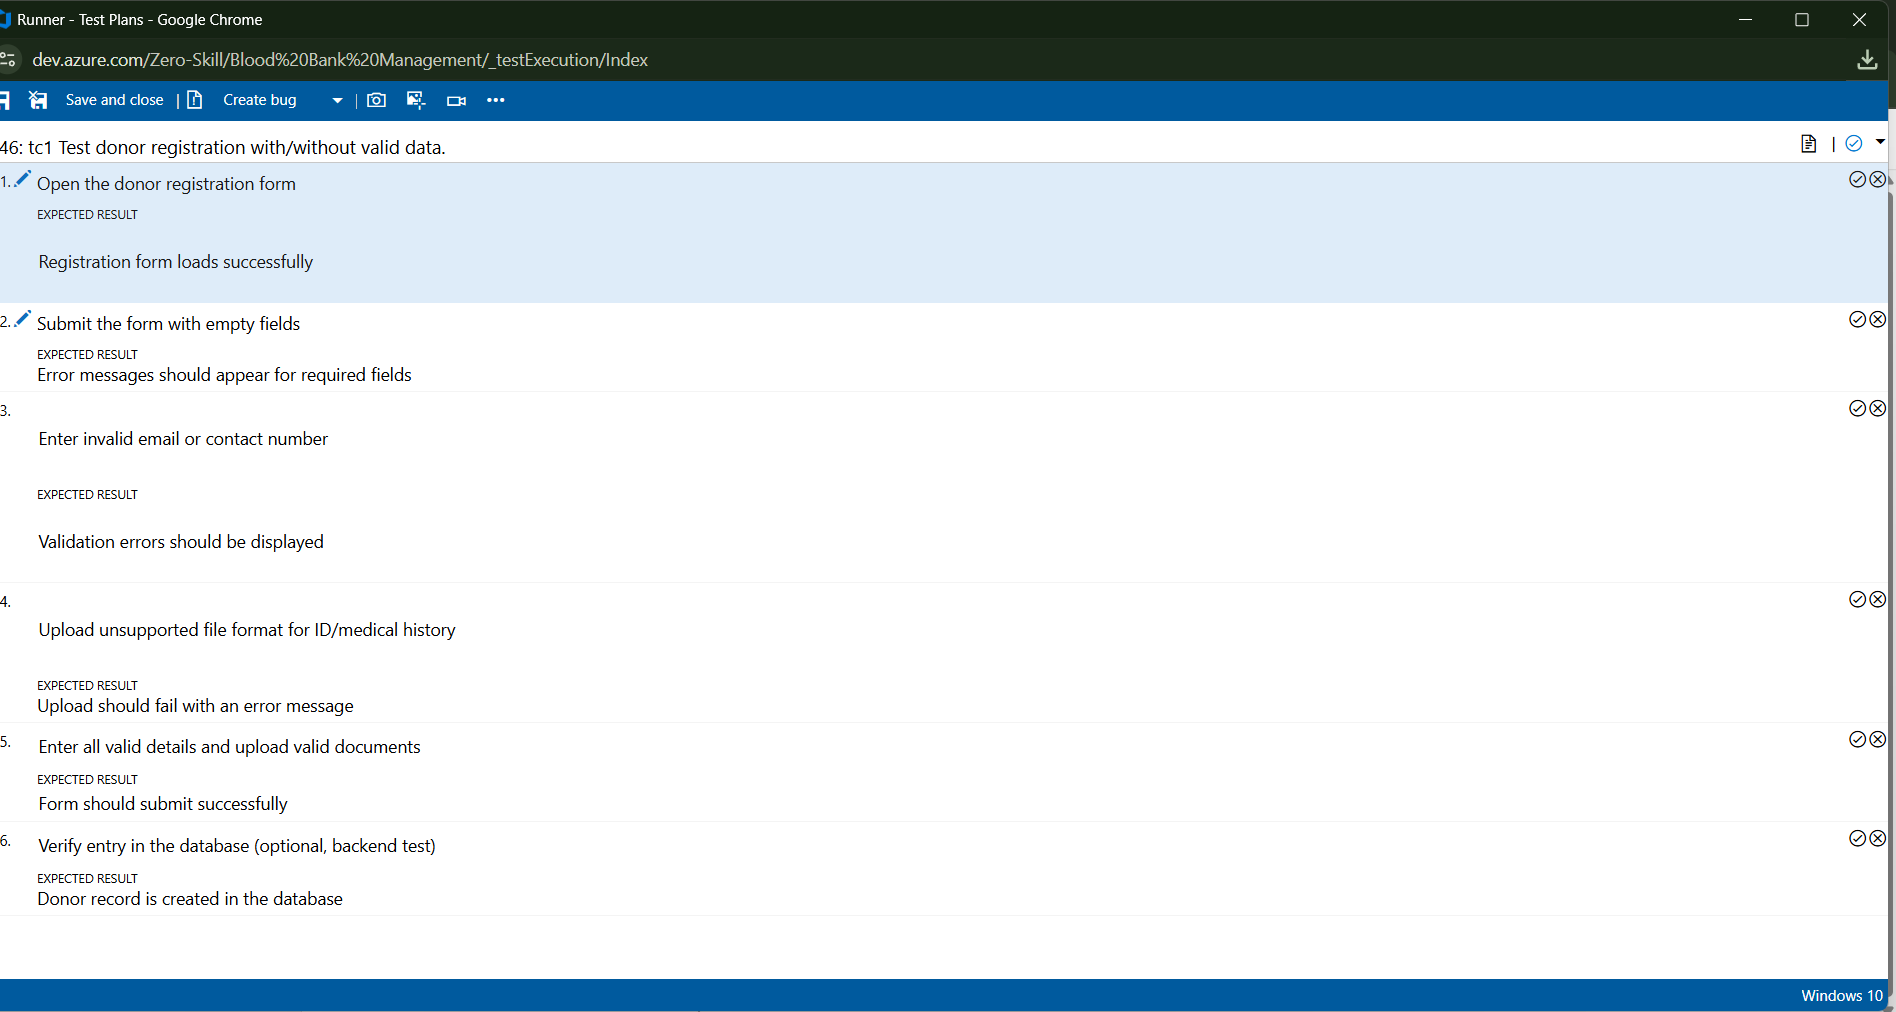 Runner - Test Plans - Google Chrome
dev.azure.com/Zero-Skill/Blood%20Bank%20Management/_testExecution/Index
Save and close | Create bug |
46: tc1 Test donor registration with/without valid data.
1. Open the donor registration form
EXPECTED RESULT
Registration form loads successfully
2. Submit the form with empty fields
EXPECTED RESULT
Error messages should appear for required fields
3.
Enter invalid email or contact number
EXPECTED RESULT
Validation errors should be displayed
4.
Upload unsupported file format for ID/medical history
EXPECTED RESULT
Upload should fail with an error message
5. Enter all valid details and upload valid documents
EXPECTED RESULT
Form should submit successfully
6. Verify entry in the database (optional, backend test)
EXPECTED RESULT
Donor record is created in the database
Windows 10